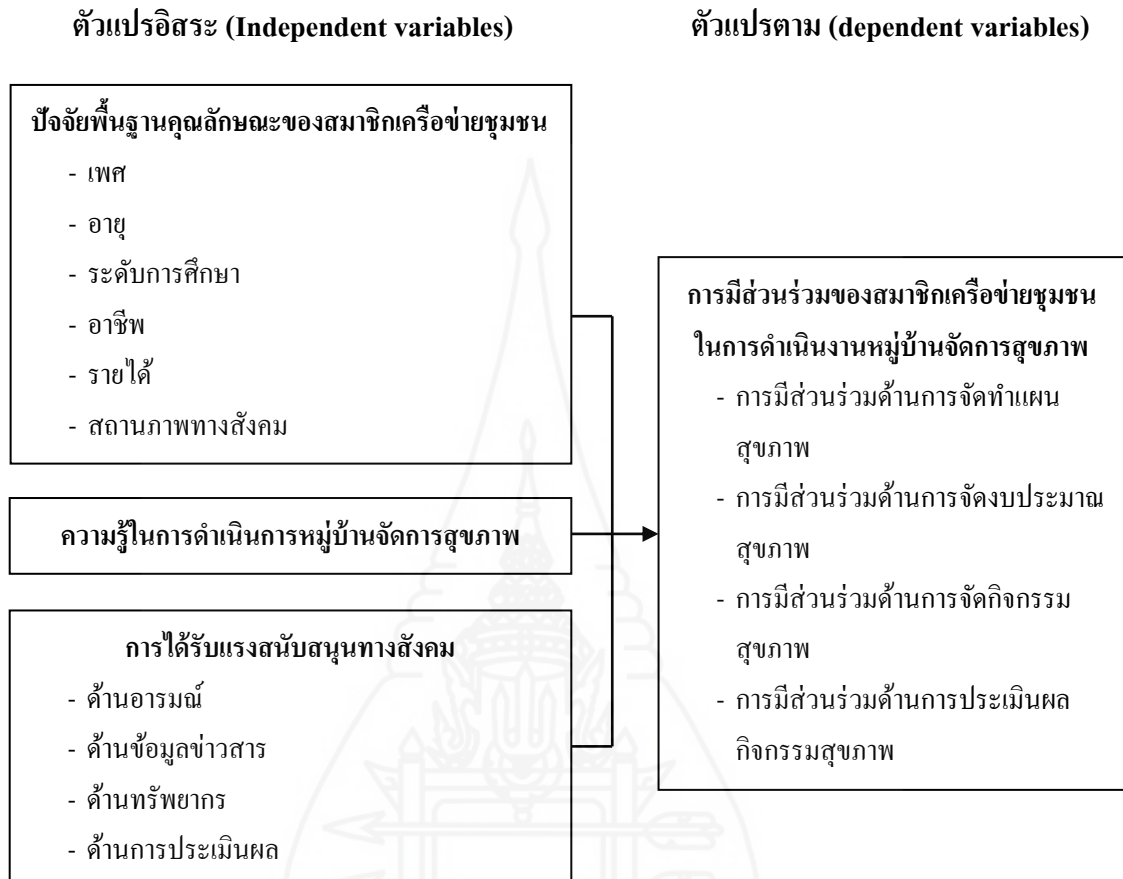 ตัวแปรอิสระ (Independent variables)
ตัวแปรตาม (dependent variables)
ปัจจัยพื้นฐานคุณลักษณะของสมาชิกเครือข่ายชุมชน
- เพศ
- อายุ
- ระดับการศึกษา
- อาชีพ
- รายได้
- สถานภาพทางสังคม
ความรู้ในการดำเนินการหมู่บ้านจัดการสุขภาพ
การได้รับแรงสนับสนุนทางสังคม
- ด้านอารมณ์
- ด้านข้อมูลข่าวสาร
- ด้านทรัพยากร
- ด้านการประเมินผล
การมีส่วนร่วมของสมาชิกเครือข่ายชุมชน
ในการดำเนินงานหมู่บ้านจัดการสุขภาพ
- การมีส่วนร่วมด้านการจัดทำแผน
สุขภาพ
- การมีส่วนร่วมด้านการจัดงบประมาณ
สุขภาพ
- การมีส่วนร่วมด้านการจัดกิจกรรม
สุขภาพ
- การมีส่วนร่วมด้านการประเมินผล
กิจกรรมสุขภาพ